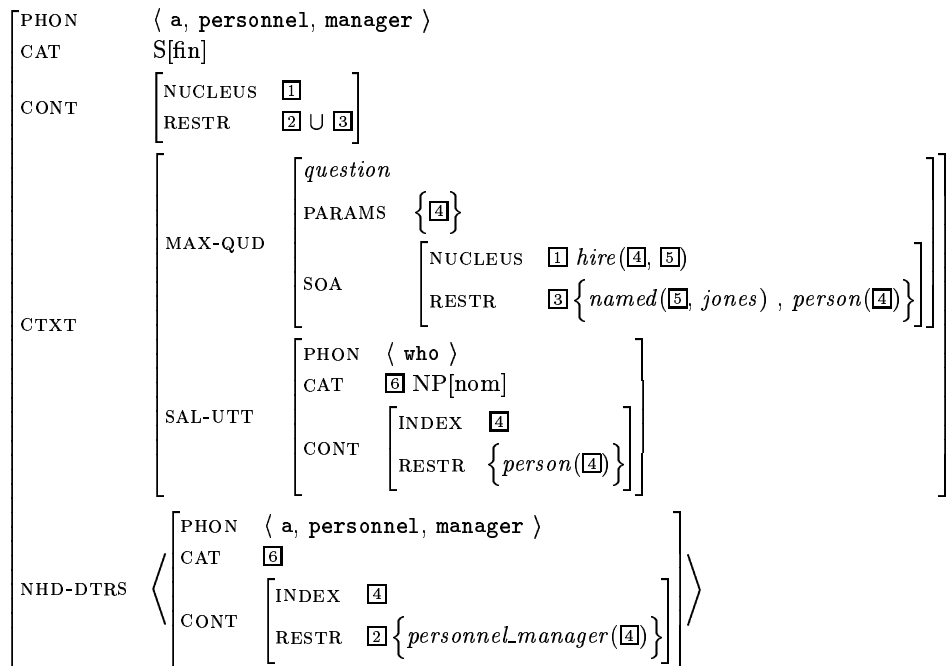 PHON ⟨ a, personnel, manager ⟩
CAT S[fin]
CONT
NUCLEUS 1
RESTR 2 ∪ 3
CTXT
MAX-QUD
question
PARAMS {4}
SOA
NUCLEUS 1 hire(4, 5)
RESTR 3 {named(5, jones) , person(4)}
SAL-UTT
PHON ⟨ who ⟩
CAT 6 NP[nom]
CONT
INDEX 4
RESTR {person(4)}
NHD-DTRS
PHON ⟨ a, personnel, manager ⟩
CAT 6
CONT
INDEX 4
RESTR 2 {personnel_manager(4)}